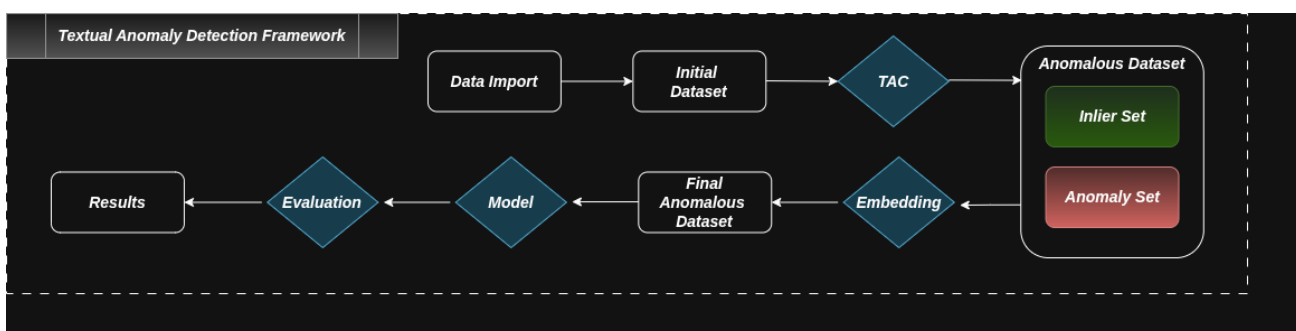 Textual Anomaly Detection Framework
Data Import
Initial
Dataset
TAC
Anomalous Dataset
Inlier Set
Anomaly Set
Embedding
Final
Anomalous
Dataset
Model
Evaluation
Results